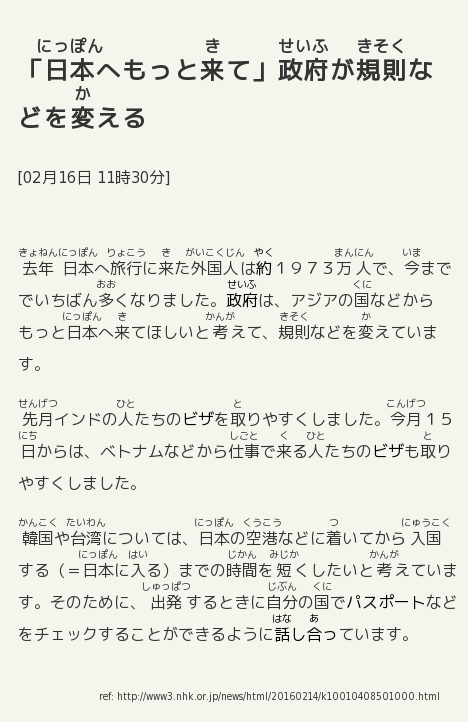 「日本へもっと来て」政府が規則な
どを変える
[02月16日 11時30分]
去年 日本へ旅行に来た外国人は約１９７３万人で、今まで
でいちばん多くなりました。政府は、アジアの国などから
もっと日本へ来てほしいと考えて、規則などを変えていま
す。
先月インドの人たちのビザを取りやすくしました。今月１５
日からは、ベトナムなどから仕事で来る人たちのビザも取り
やすくしました。
韓国や台湾については、日本の空港などに着いてから入国
する（＝日本に入る）までの時間を短くしたいと考えていま
す。そのために、出発するときに自分の国でパスポートなど
をチェックすることができるように話し合っています。
ref: http://www3.nhk.or.jp/news/html/20160214/k10010408501000.html